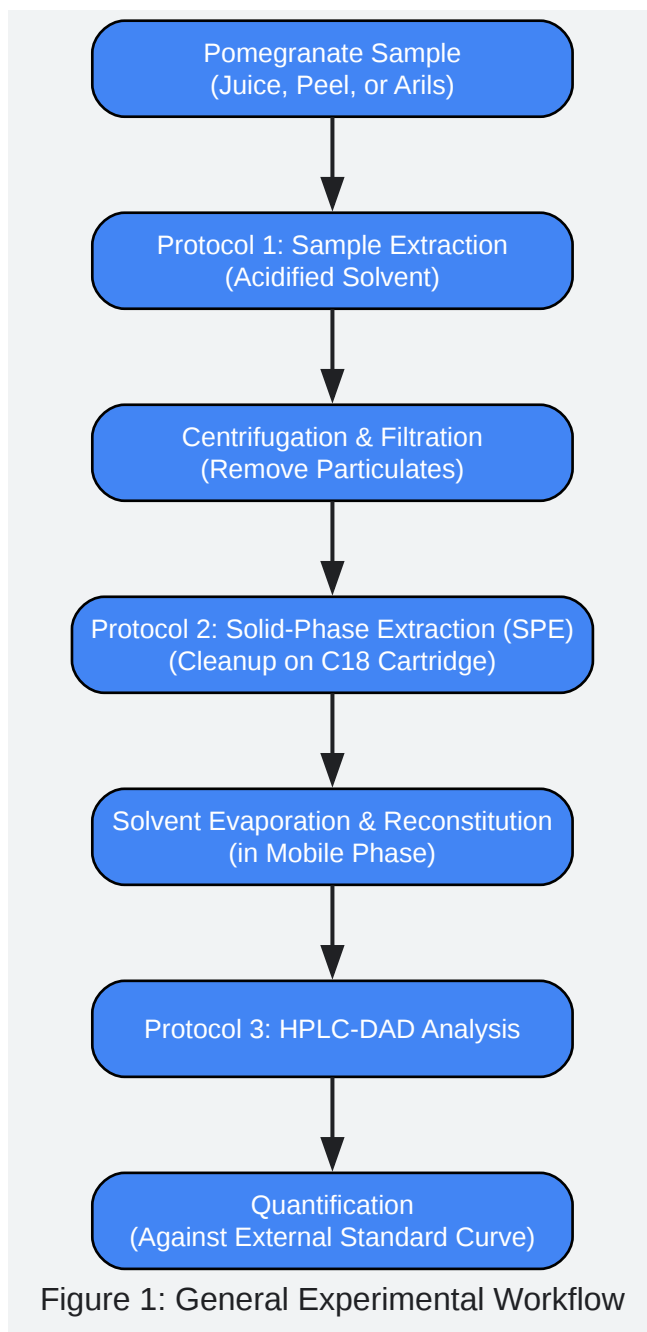 Pomegranate Sample
(Juice, Peel, or Arils)
Protocol 1: Sample Extraction
(Acidified Solvent)
Centrifugation & Filtration
(Remove Particulates)
Protocol 2: Solid-Phase Extraction (SPE)
(Cleanup on C18 Cartridge)
Solvent Evaporation & Reconstitution
(in Mobile Phase)
Protocol 3: HPLC-DAD Analysis
Quantification
(Against External Standard Curve)
Figure 1: General Experimental Workflow